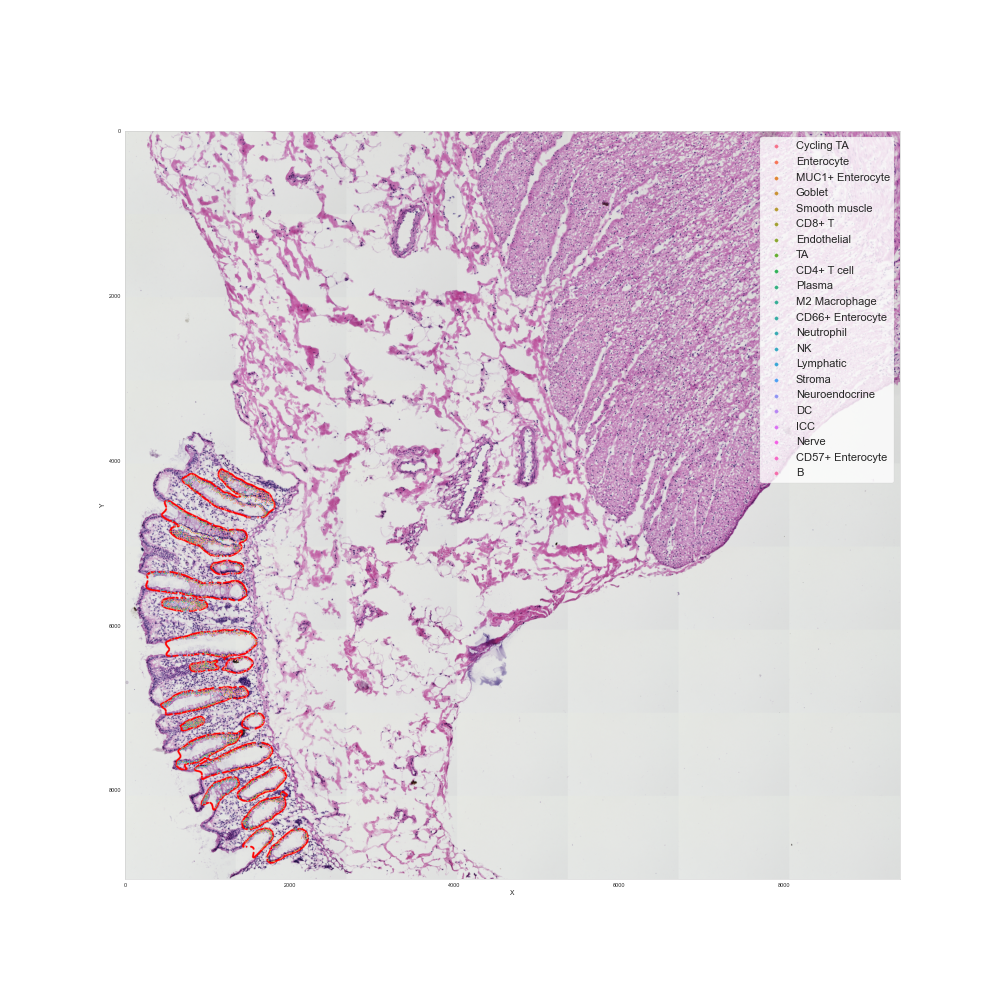 0
2000
4000
6000
8000
Y
0
2000
4000
6000
8000
X
Cycling TA
Enterocyte
MUC1+ Enterocyte
Goblet
Smooth muscle
CD8+ T
Endothelial
TA
CD4+ T cell
Plasma
M2 Macrophage
CD66+ Enterocyte
Neutrophil
NK
Lymphatic
Stroma
Neuroendocrine
DC
ICC
Nerve
CD57+ Enterocyte
B